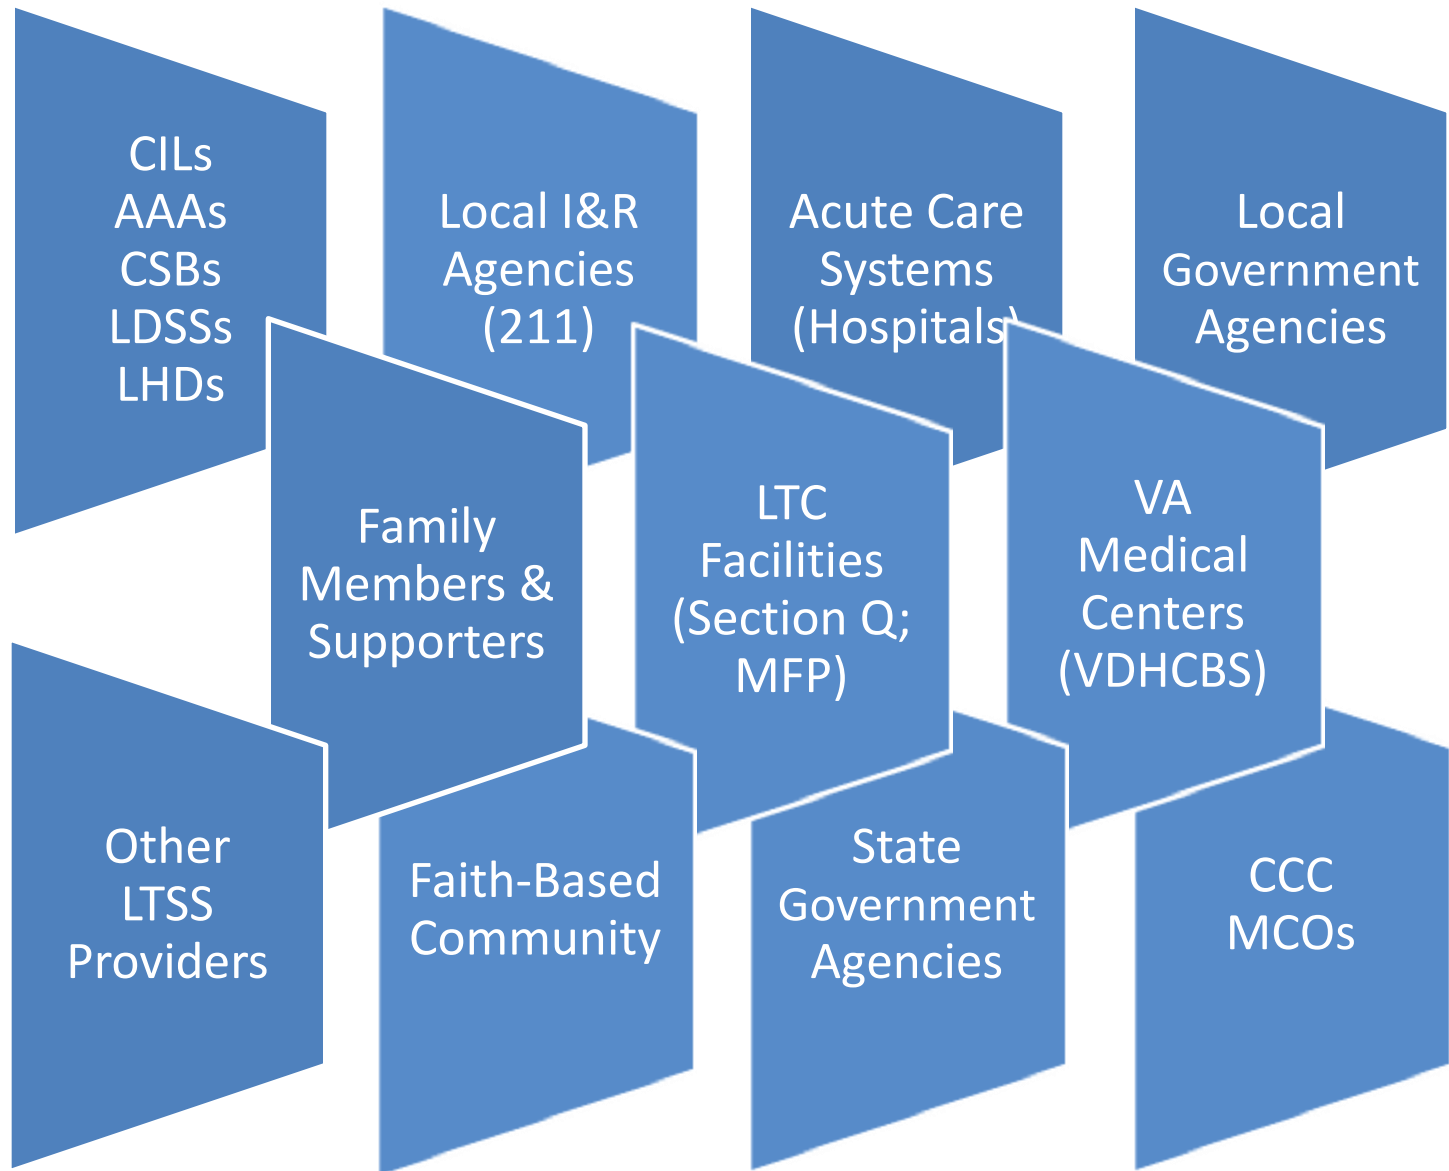 CILs
AAAs
CSBs
LDSSs
LHDs
Local I&R
Agencies
(211)
Acute Care
Systems
(Hospitals)
Local
Government
Agencies
Family
Members &
Supporters
LTC
Facilities
(Section Q;
MFP)
VA
Medical
Centers
(VDHCBS)
Other
LTSS
Providers
Faith-Based
Community
State
Government
Agencies
CCC
MCOs